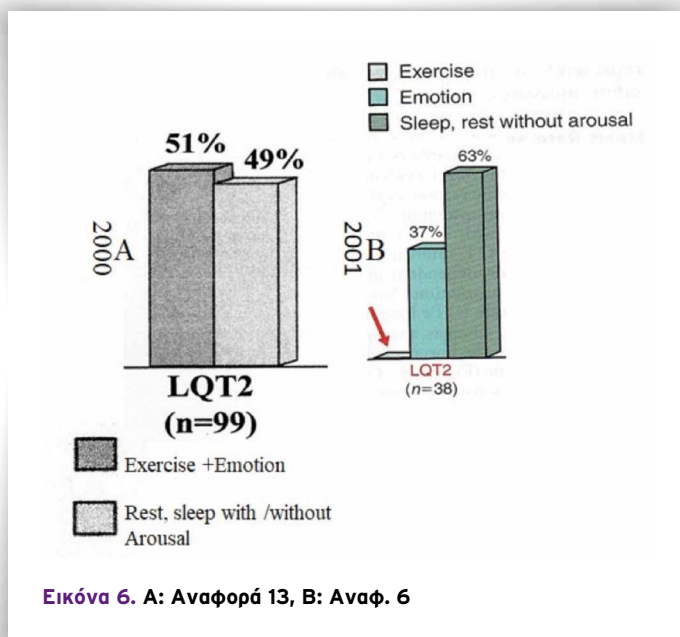 Exercise
Emotion
Sleep, rest without arousal
51%
49%
2000
A
LQT2
(n=99)
Exercise +Emotion
Rest, sleep with /without
Arousal
2001
B
37%
63%
LQT2
(n=38)
Εικόνα 6. Α: Αναφορά 13, Β: Αναφ. 6